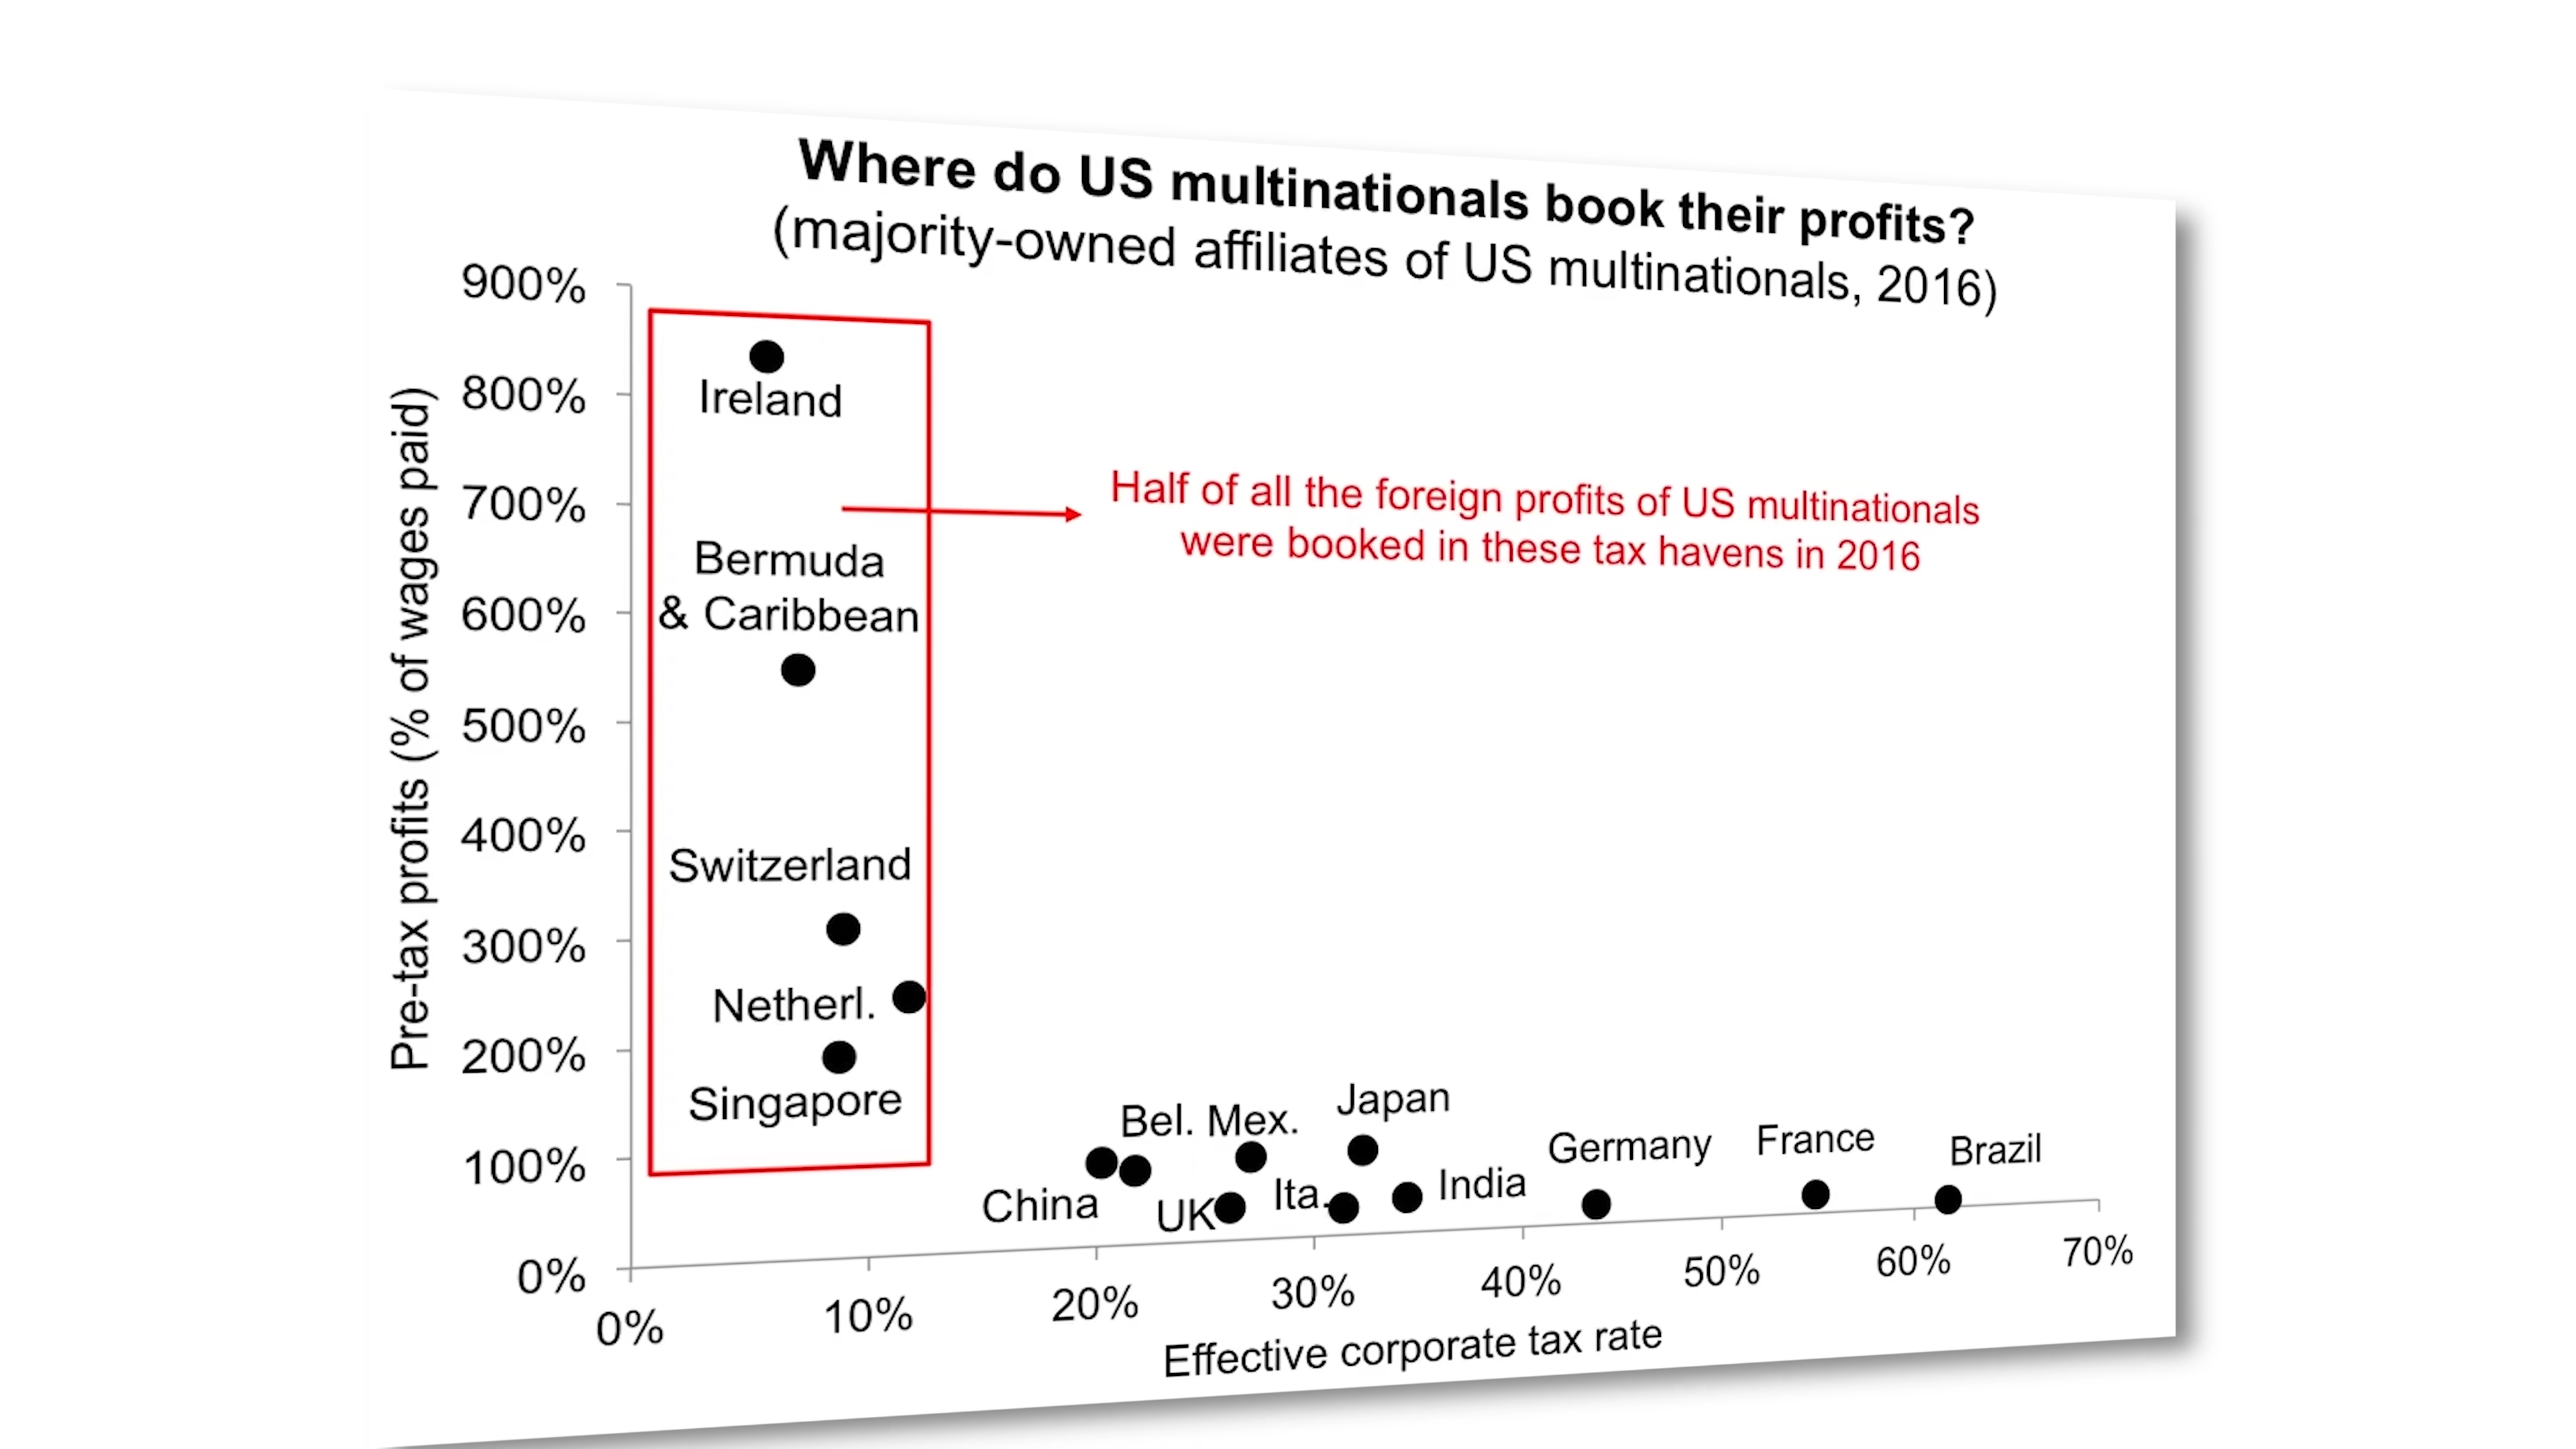 Where do US multinationals book their profits?
(majority-owned affiliates of US multinationals, 2016)
Pre-tax profits (% of wages paid)
900%
800%
700%
600%
500%
400%
300%
200%
100%
0%
Ireland
Bermuda
& Caribbean
Switzerland
Netherl.
Singapore
Half of all the foreign profits of US multinationals
were booked in these tax havens in 2016
China
Bel.
Mex.
UK
Ita.
Japan
India
Germany
France
Brazil
0%
10%
20%
30%
40%
50%
60%
70%
Effective corporate tax rate